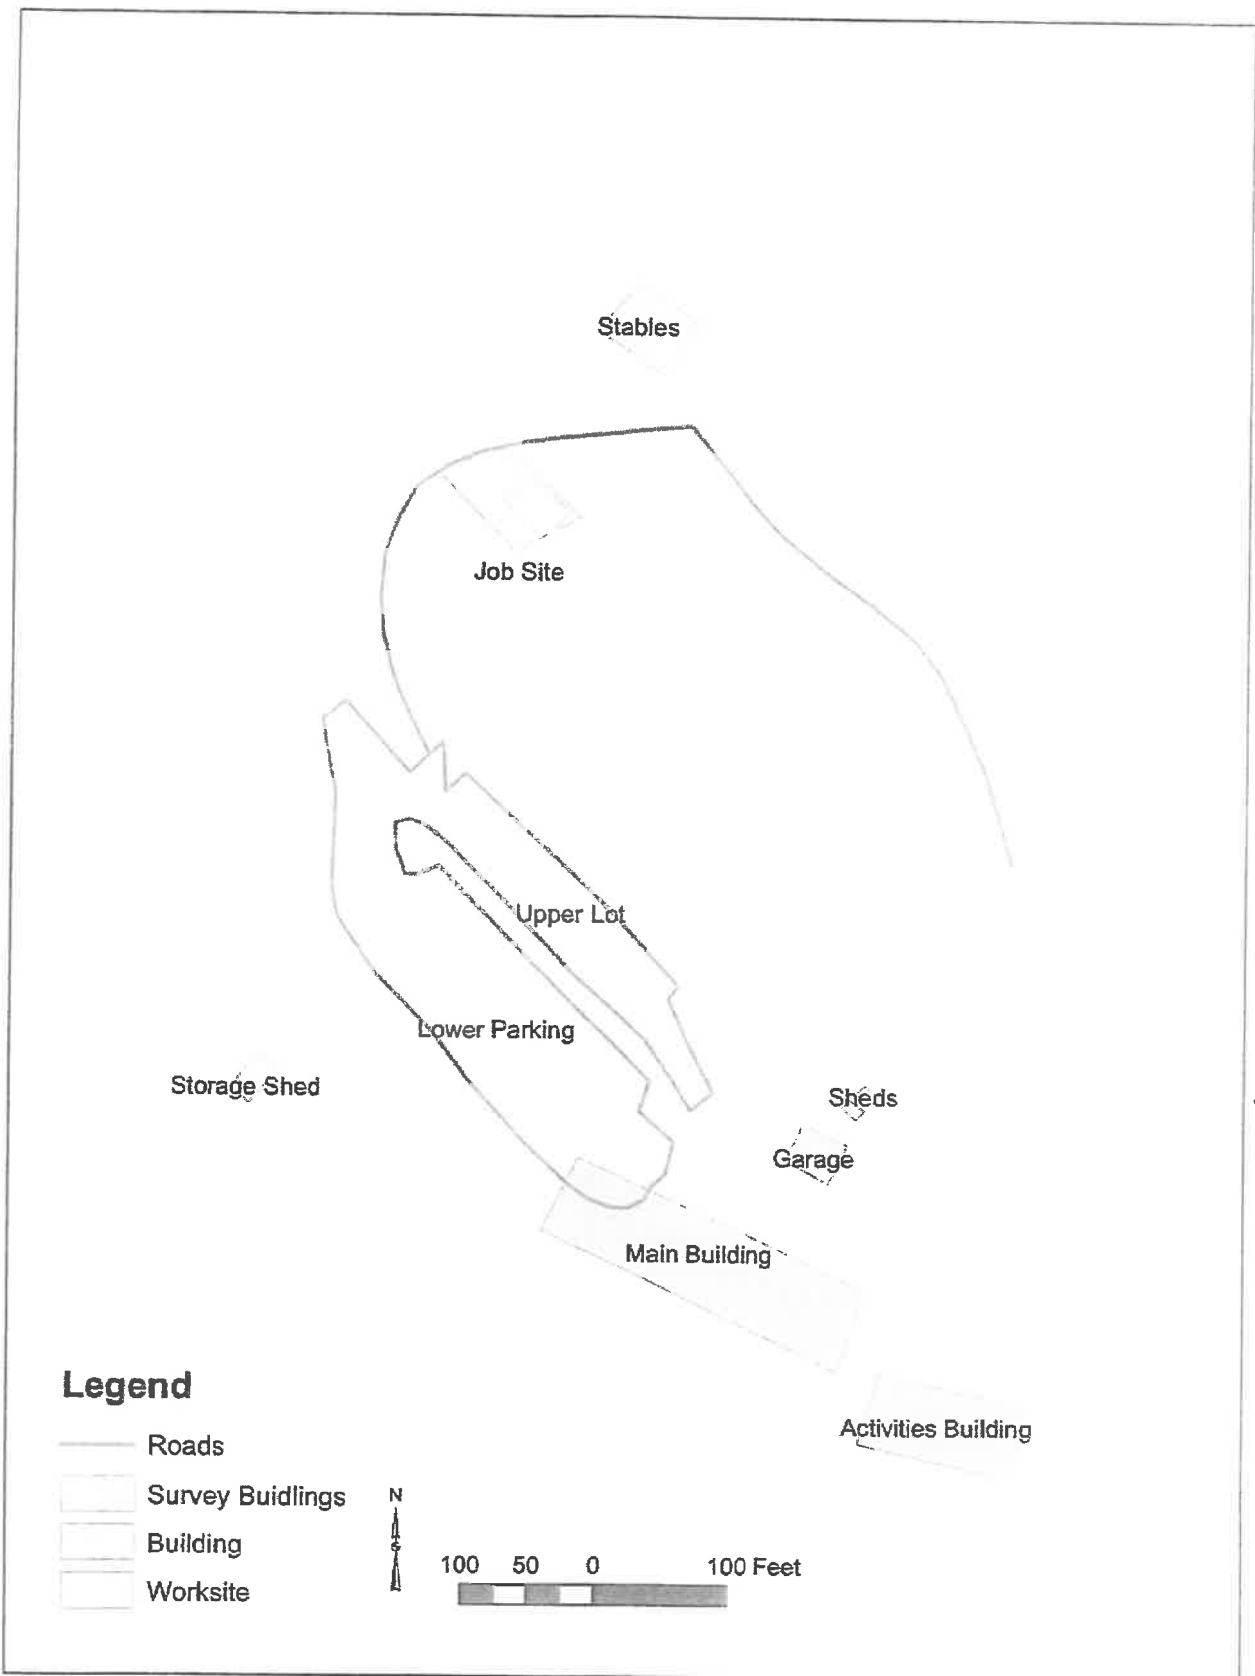 Stables
Job Site
Upper Lot
Lower Parking
Storage Shed
Sheds
Garage
Main Building
Activities Building
Legend
Roads
Survey Buidlings
Building
Worksite
N
S
100 50 0 100 Feet